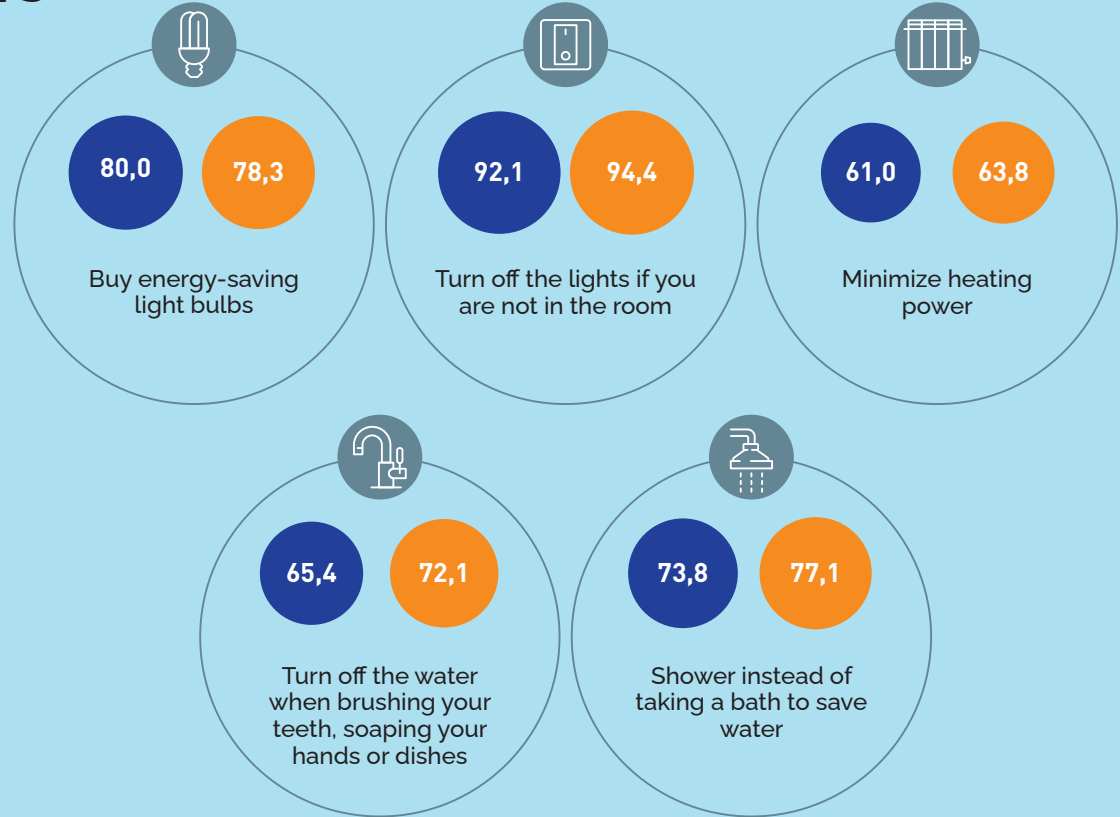 80,0 78,3
Buy energy-saving
light bulbs
92,1 94,4
Turn off the lights if you
are not in the room
61,0 63,8
Minimize heating
power
65,4 72,1
Turn off the water
when brushing your
teeth, soaping your
hands or dishes
73,8 77,1
Shower instead of
taking a bath to save
water